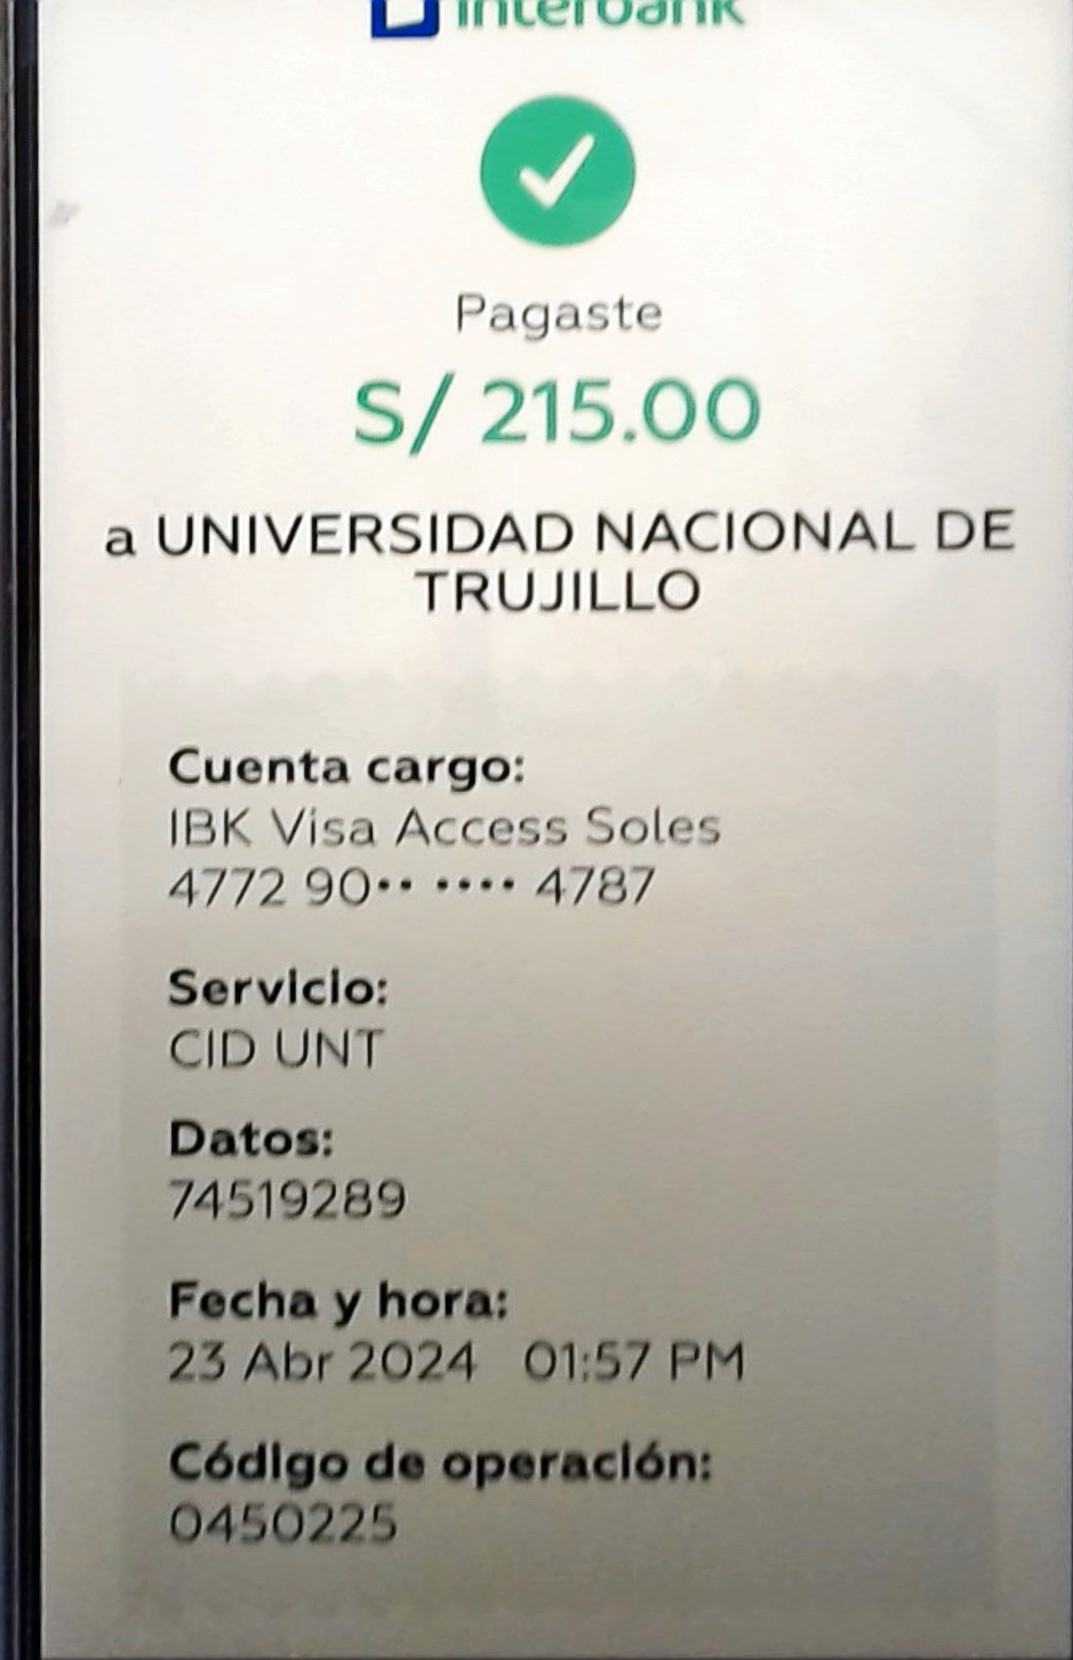 Interbank
Pagaste
S/ 215.00
a UNIVERSIDAD NACIONAL DE
TRUJILLO
Cuenta cargo:
IBK Visa Access Soles
4772 90•• •••• 4787
Servicio:
CID UNT
Datos:
74519289
Fecha y hora:
23 Abr 2024 01:57 PM
Código de operación:
0450225